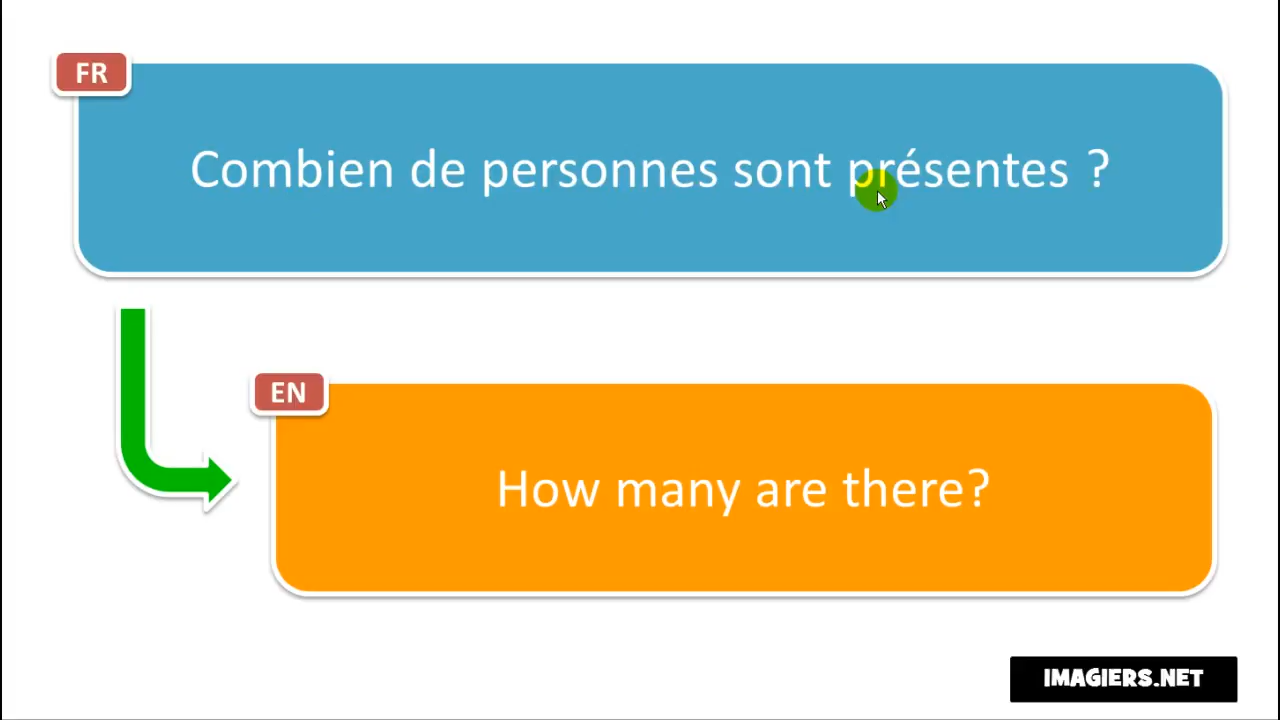 FR
Combien de personnes sont présentes ?
EN
How many are there?
IMAGIERS.NET